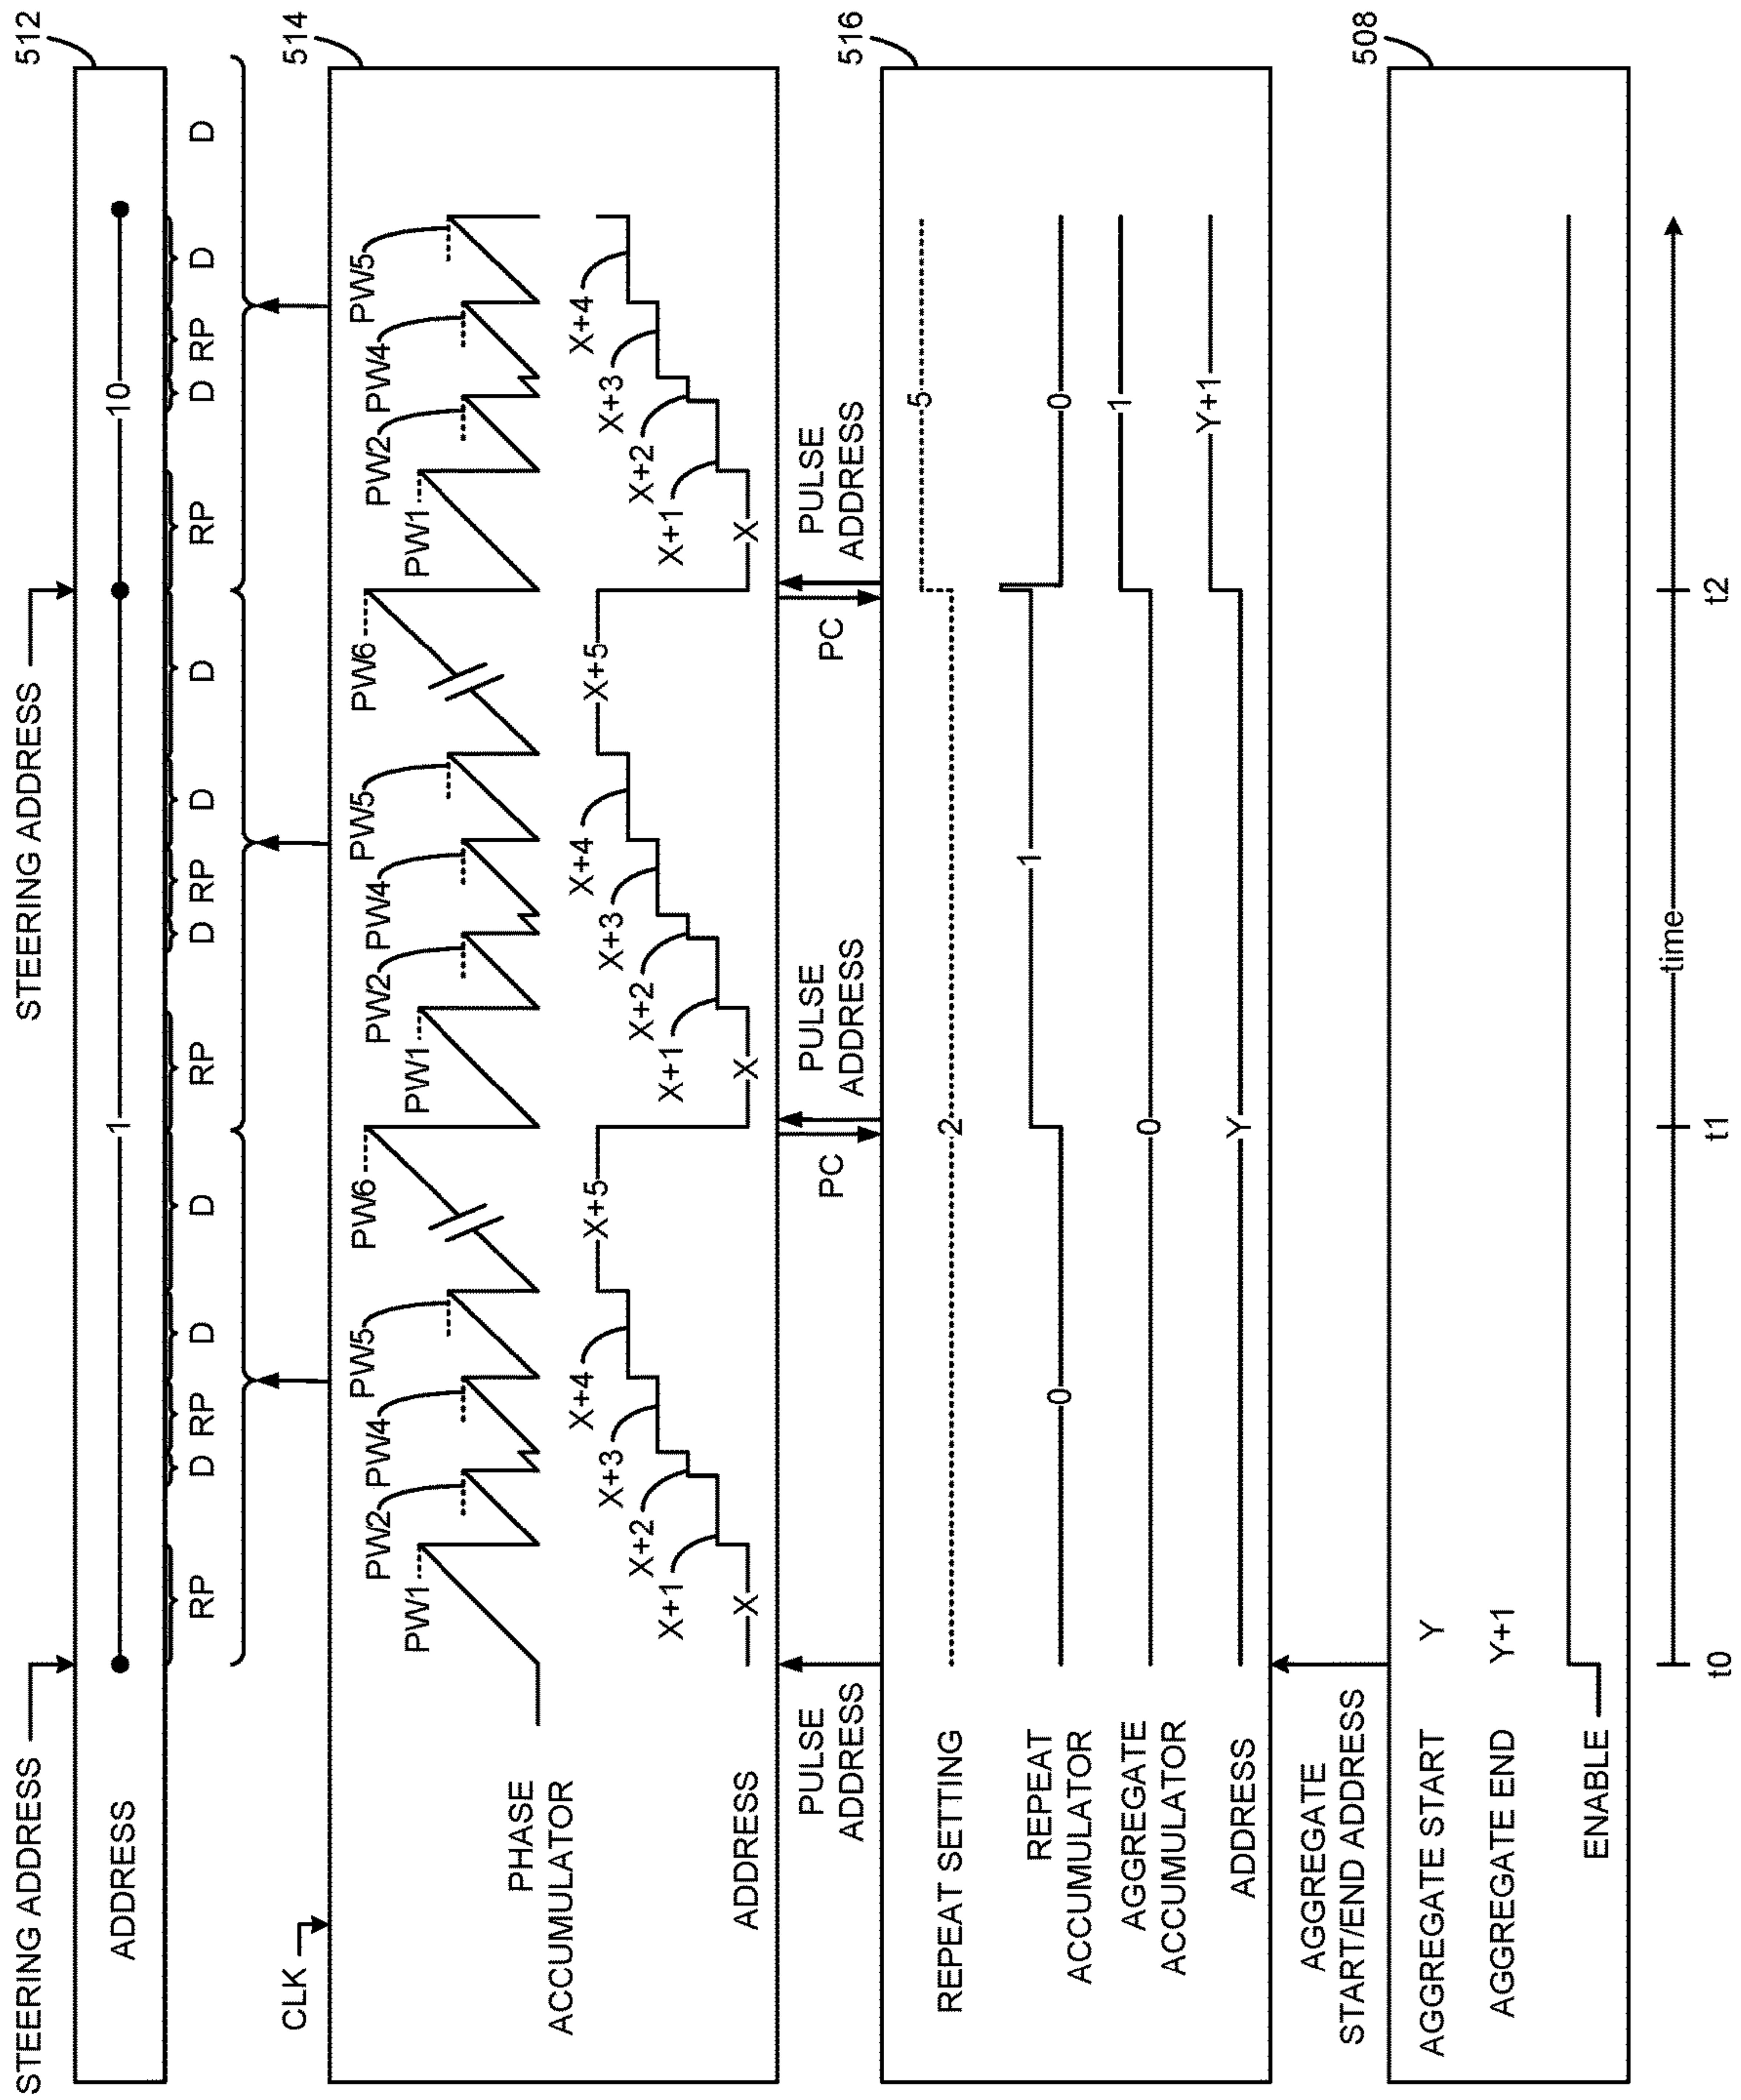 STEERING ADDRESS
STEERING ADDRESS
512
ADDRESS
1
10
RP D RP D D RP D RP D D RP D RP D D
CLK
514
PHASE
ACCUMULATOR
PW1 PW2 PW4 PW5 PW6 PW1 PW2 PW4 PW5 PW6 PW1 PW2 PW4 PW5
ADDRESS
X X+1 X+2 X+3 X+4 X+5 X X+1 X+2 X+3 X+4 X+5 X X+1 X+2 X+3 X+4
PULSE
ADDRESS
PC
PULSE
ADDRESS
PC
PULSE
ADDRESS
516
REPEAT SETTING
2
5
REPEAT
ACCUMULATOR
0
1
0
AGGREGATE
ACCUMULATOR
0
1
ADDRESS
Y
Y+1
AGGREGATE
START/END ADDRESS
508
AGGREGATE START
Y
AGGREGATE END
Y+1
ENABLE
time
t0
t1
t2